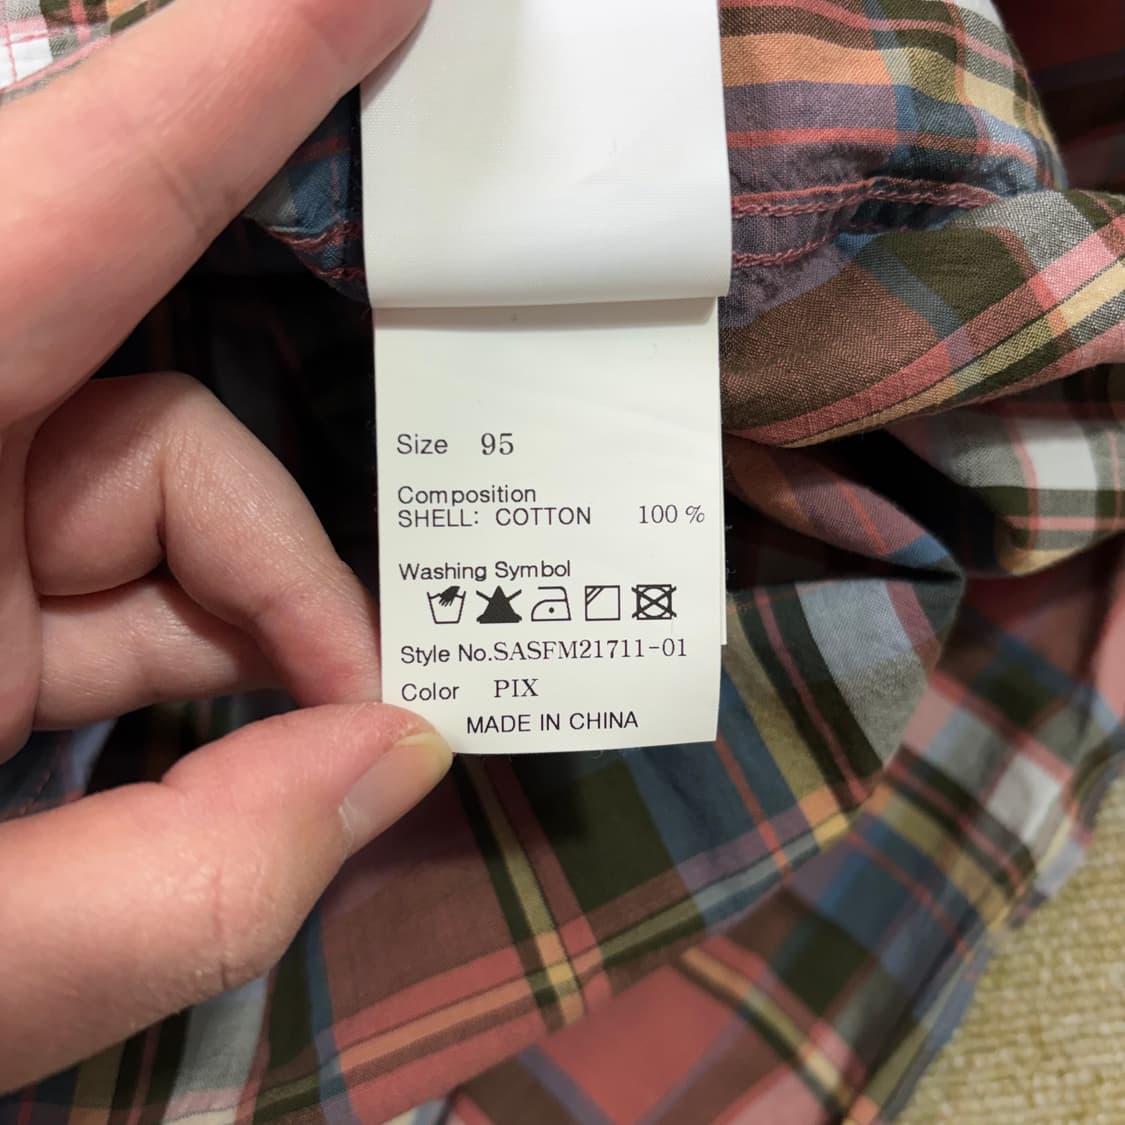 Size 95
Composition
SHELL: COTTON 100 %
Washing Symbol
Style No.SASFM21711-01
Color PIX
MADE IN CHINA